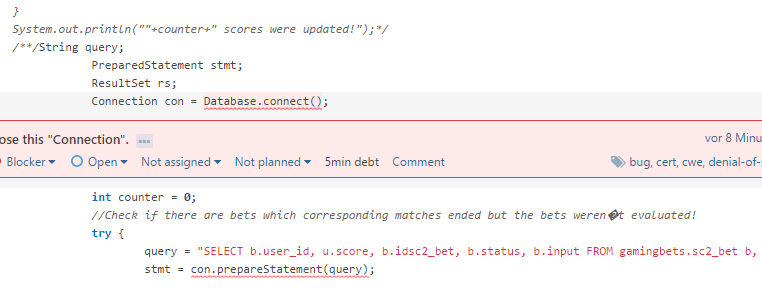 }
System.out.println(""+counter+" scores were updated!");*/
/**/String query;
PreparedStatement stmt;
ResultSet rs;
Connection con = Database.connect();
ose this "Connection". ...
vor 8 Minu
Blocker Open Not assigned Not planned 5min debt Comment bug, cert, cwe, denial-of-
int counter = 0;
//Check if there are bets which corresponding matches ended but the bets weren�t evaluated!
try {
query = "SELECT b.user_id, u.score, b.idsc2_bet, b.status, b.input FROM gamingbets.sc2_bet b,
stmt = con.prepareStatement(query);